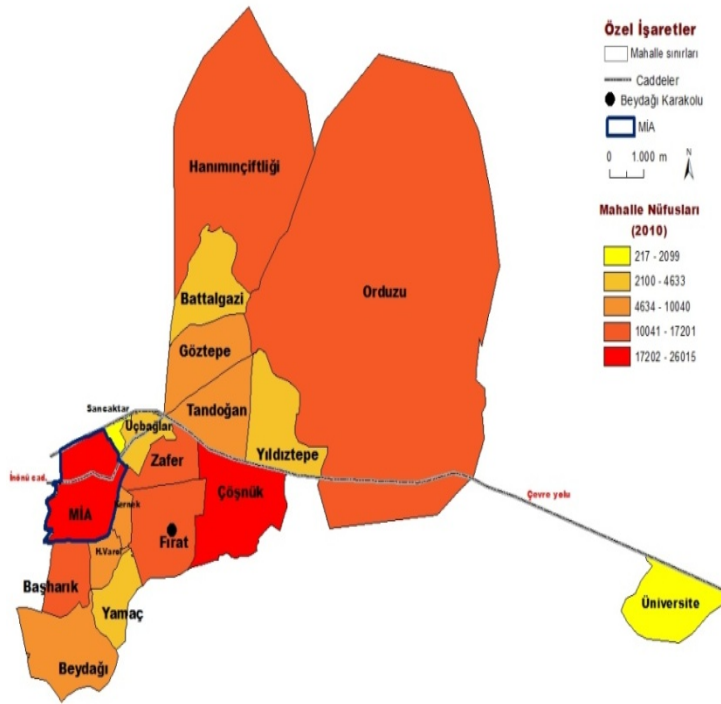 Özel İşaretler
Mahalle sınırları
Caddeler
Beydağı Karakolu
MİA
0 1.000 m
N
Mahalle Nüfusları
(2010)
217 - 2099
2100 - 4633
4634 - 10040
10041 - 17201
17202 - 26015
Hanımınçiftliği
Orduzu
Battalgazi
Göztepe
Tandoğan
Yıldıztepe
Sancaktar
Üçbağlar
Zafer
Çöşnük
İnönü cad.
MİA
Çevre yolu
Fırat
H.Varol
Başharık
Yamaç
Üniversite
Beydağı